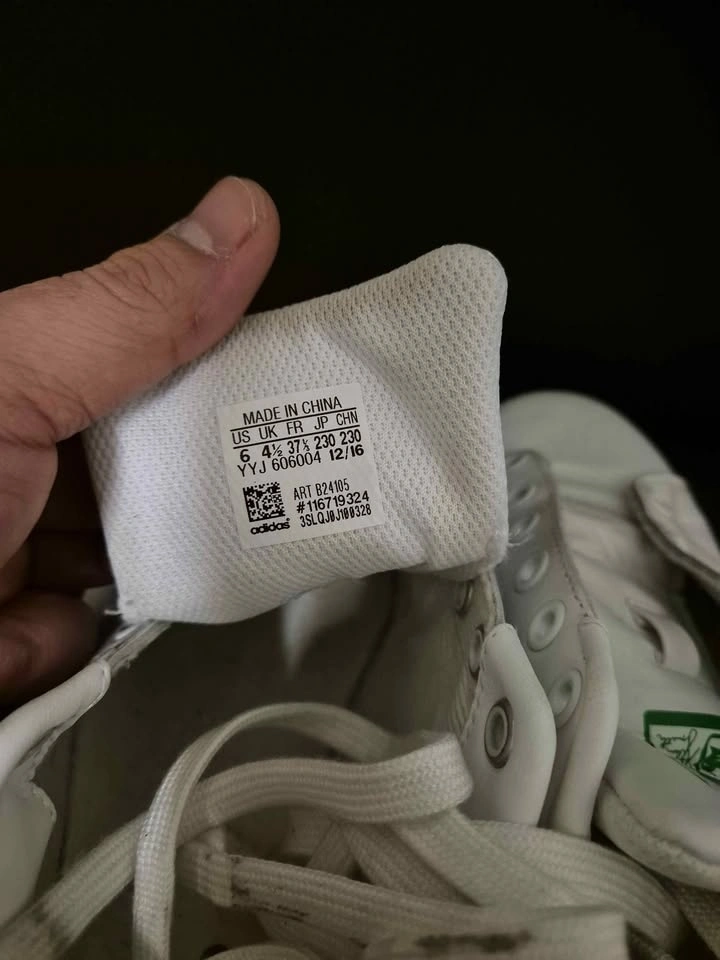 MADE IN CHINA
US UK FR JP CHN
6 4½ 37⅓ 230 230
YYJ 606004 12/16
ART B24105
#116719324
3SLQJ0J100328
adidas